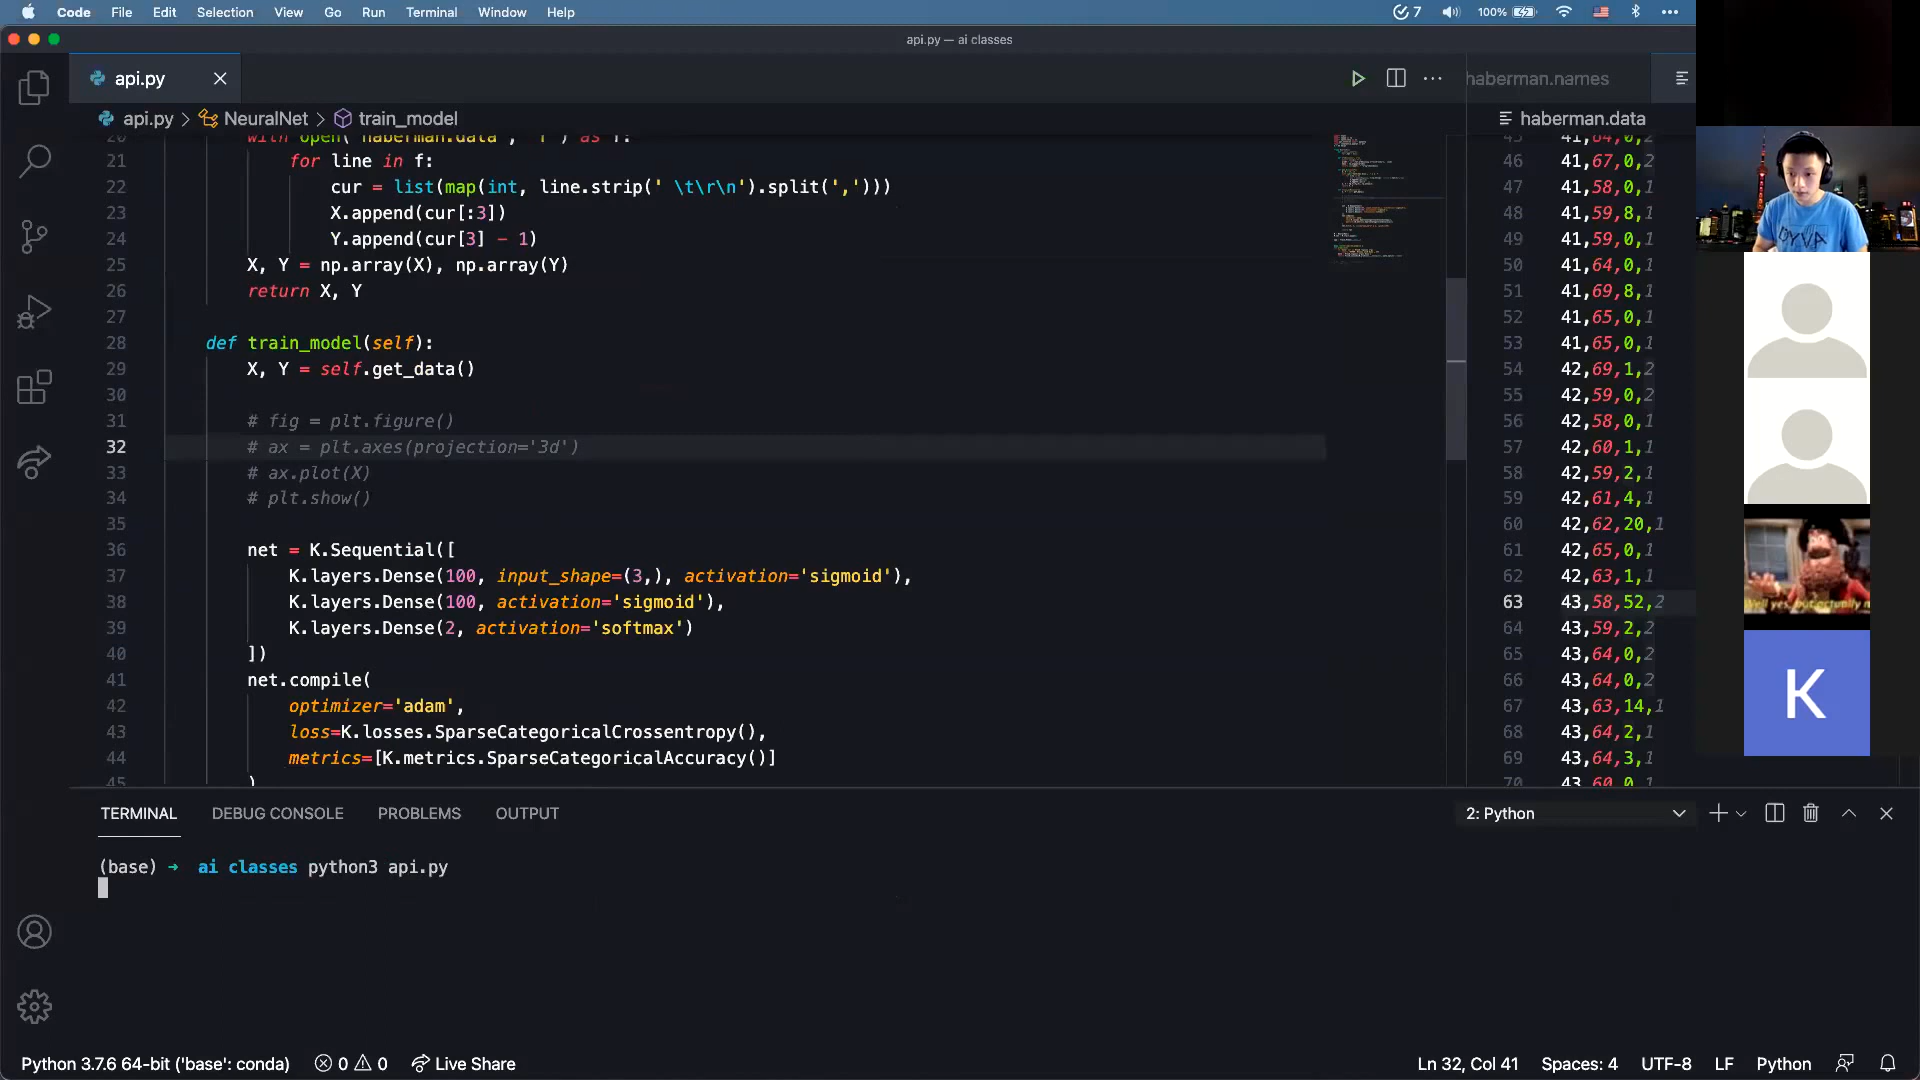 Code File Edit Selection View Go Run Terminal Window Help
7 100%
api.py — ai classes
api.py
haberman.names
api.py > NeuralNet > train_model
haberman.data
20 with open('haberman.data', 'r') as f:
21 for line in f:
22 cur = list(map(int, line.strip(' \t\r\n').split(',')))
23 X.append(cur[:3])
24 Y.append(cur[3] - 1)
25 X, Y = np.array(X), np.array(Y)
26 return X, Y
27
28 def train_model(self):
29 X, Y = self.get_data()
30
31 # fig = plt.figure()
32 # ax = plt.axes(projection='3d')
33 # ax.plot(X)
34 # plt.show()
35
36 net = K.Sequential([
37 K.layers.Dense(100, input_shape=(3,), activation='sigmoid'),
38 K.layers.Dense(100, activation='sigmoid'),
39 K.layers.Dense(2, activation='softmax')
40 ])
41 net.compile(
42 optimizer='adam',
43 loss=K.losses.SparseCategoricalCrossentropy(),
44 metrics=[K.metrics.SparseCategoricalAccuracy()]
45 )
45 41,64,0,2
46 41,67,0,2
47 41,58,0,1
48 41,59,8,1
49 41,59,0,1
50 41,64,0,1
51 41,69,8,1
52 41,65,0,1
53 41,65,0,1
54 42,69,1,2
55 42,59,0,2
56 42,58,0,1
57 42,60,1,1
58 42,59,2,1
59 42,61,4,1
60 42,62,20,1
61 42,65,0,1
62 42,63,1,1
63 43,58,52,2
64 43,59,2,2
65 43,64,0,2
66 43,64,0,2
67 43,63,14,1
68 43,64,2,1
69 43,64,3,1
70 43,60,0,1
Well yes, but actually n
K
TERMINAL DEBUG CONSOLE PROBLEMS OUTPUT
2: Python
(base) → ai classes python3 api.py
Python 3.7.6 64-bit ('base': conda) 0 0 Live Share
Ln 32, Col 41 Spaces: 4 UTF-8 LF Python